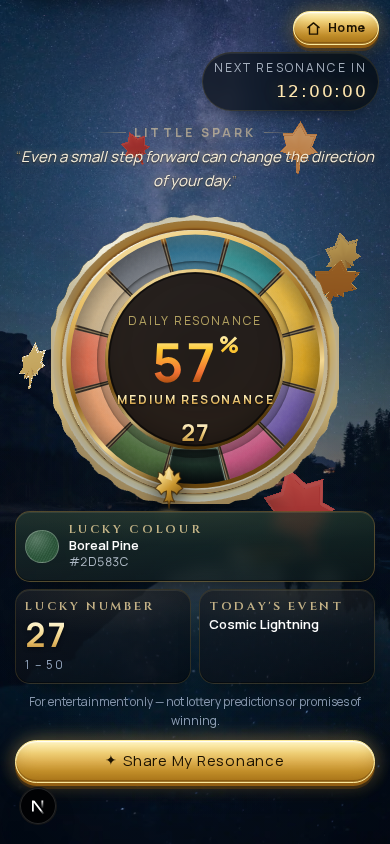 Home
NEXT RESONANCE IN
12:00:00
LITTLE SPARK
"Even a small step forward can change the direction
of your day."
DAILY RESONANCE
57%
MEDIUM RESONANCE
27
LUCKY COLOUR
Boreal Pine
#2D583C
LUCKY NUMBER
27
1 – 50
TODAY'S EVENT
Cosmic Lightning
For entertainment only — not lottery predictions or promises of
winning.
✦ Share My Resonance
N